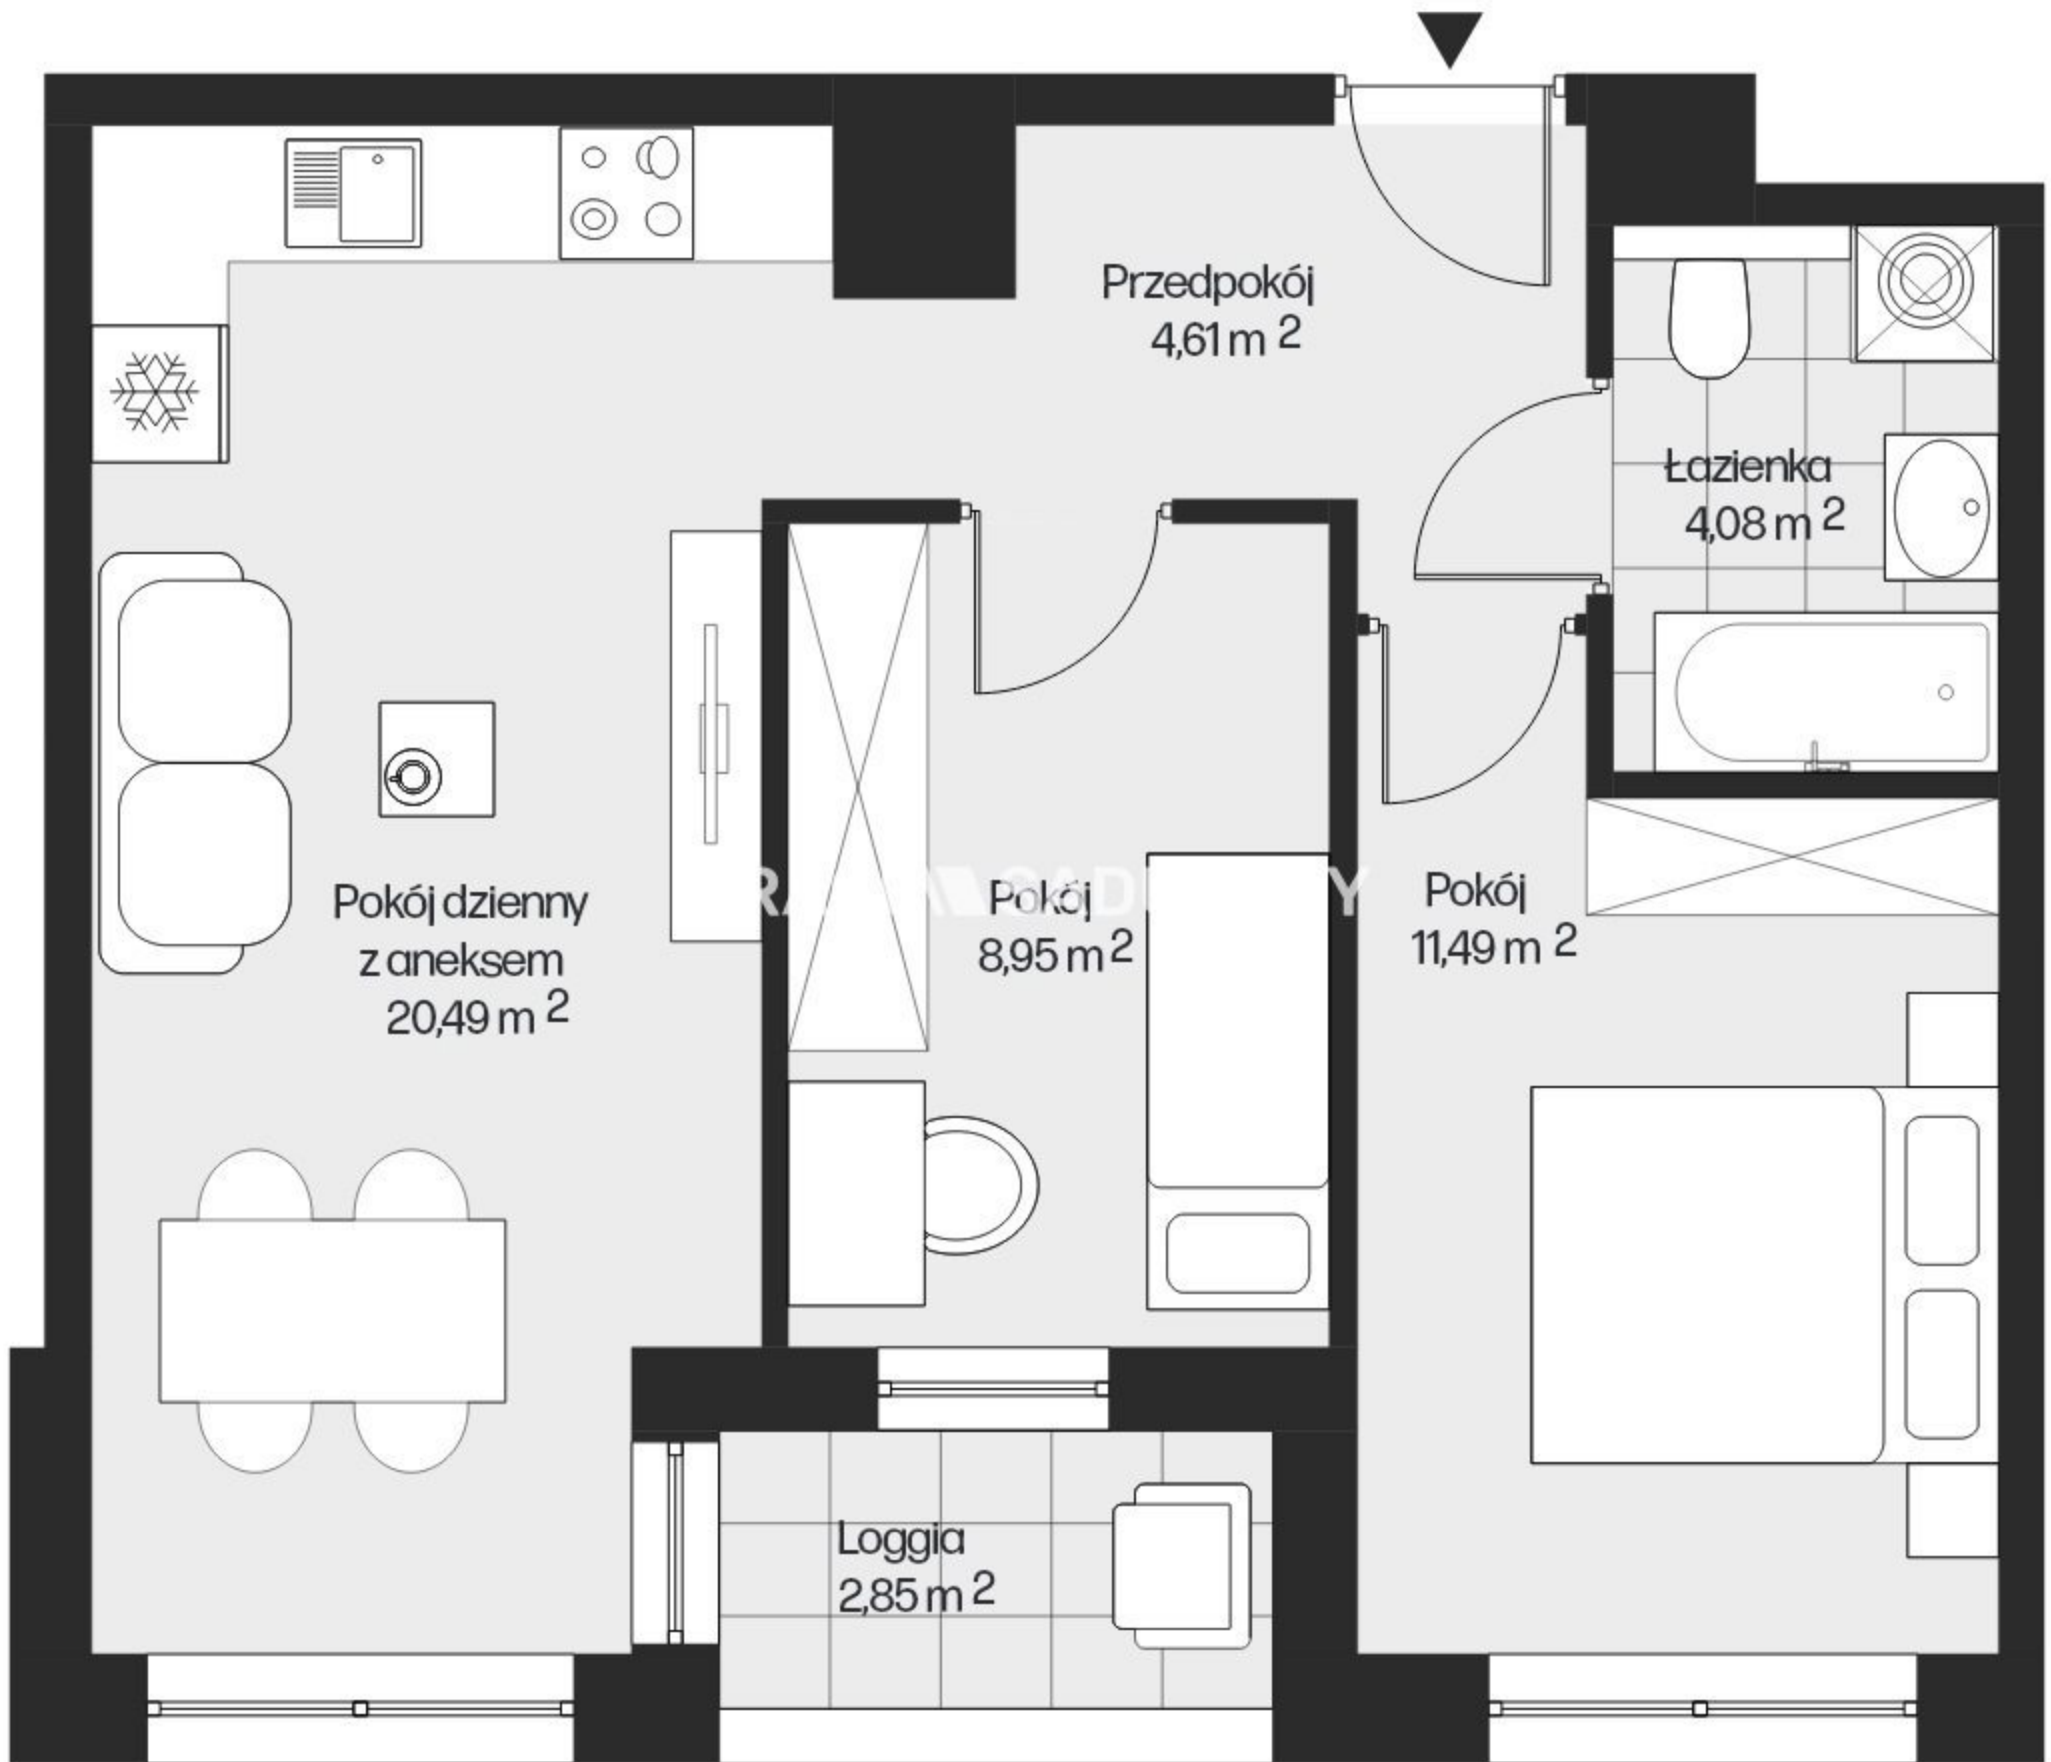 Przedpokój
4,61 m 2
Łazienka
4,08 m 2
Pokój dzienny
z aneksem
20,49 m 2
Pokój
8,95 m 2
Pokój
11,49 m 2
Loggia
2,85 m 2